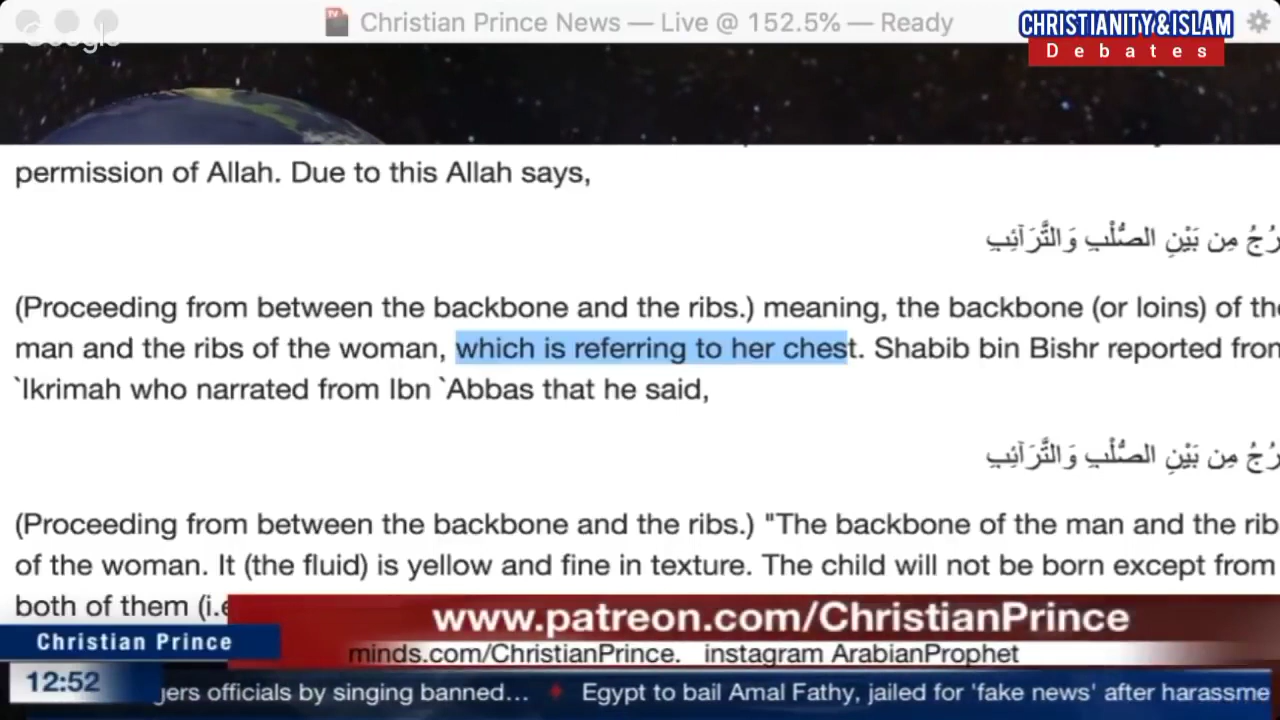 Christian Prince News — Live @ 152.5% — Ready
CHRISTIANITY & ISLAM
Debates
Google
permission of Allah. Due to this Allah says,
رُجُ مِن بَيْنِ الصُّلْبِ وَالتَّرَآئِبِ
(Proceeding from between the backbone and the ribs.) meaning, the backbone (or loins) of the
man and the ribs of the woman, which is referring to her chest. Shabib bin Bishr reported from
`Ikrimah who narrated from Ibn `Abbas that he said,
رُجُ مِن بَيْنِ الصُّلْبِ وَالتَّرَآئِبِ
(Proceeding from between the backbone and the ribs.) "The backbone of the man and the rib
of the woman. It (the fluid) is yellow and fine in texture. The child will not be born except from
both of them (i.e
www.patreon.com/ChristianPrince
Christian Prince
minds.com/ChristianPrince. instagram ArabianProphet
12:52
gers officials by singing banned... Egypt to bail Amal Fathy, jailed for 'fake news' after harassme